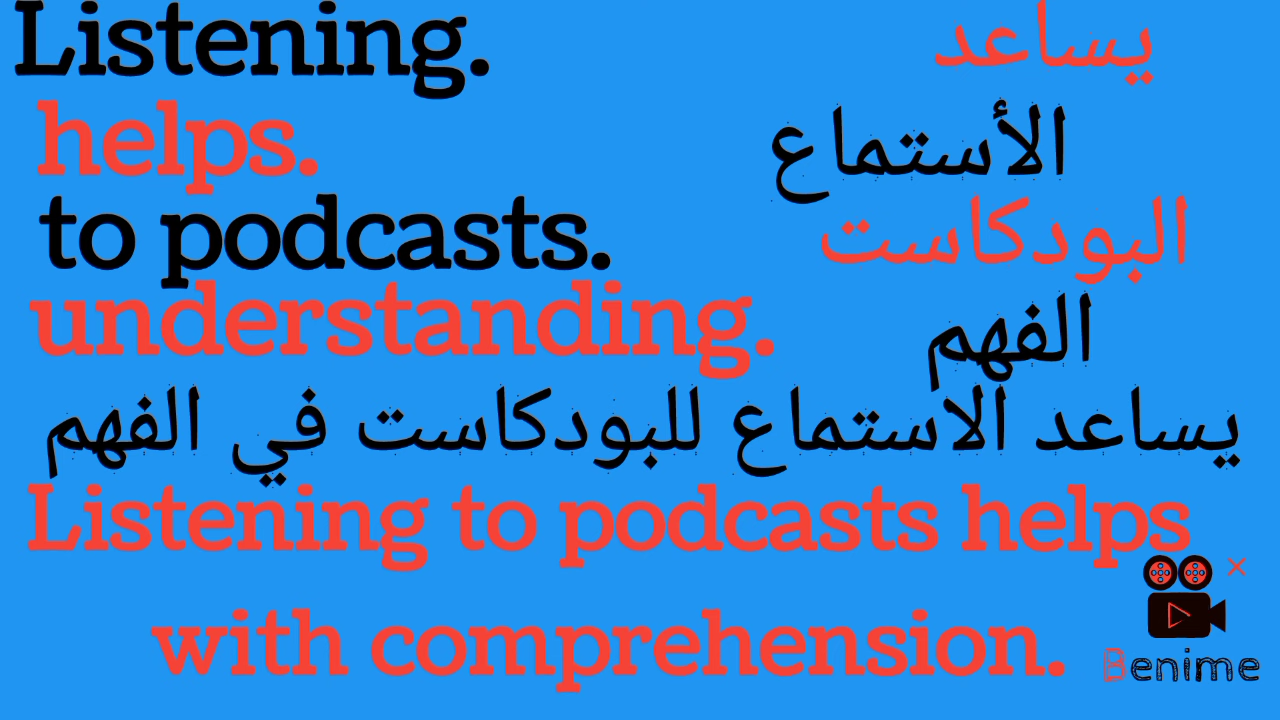 Listening.
يساعد
helps.
الأستماع
to podcasts.
البودكاست
understanding.
الفهم
يساعد الاستماع للبودكاست في الفهم
Listening to podcasts helps
with comprehension.
Benime